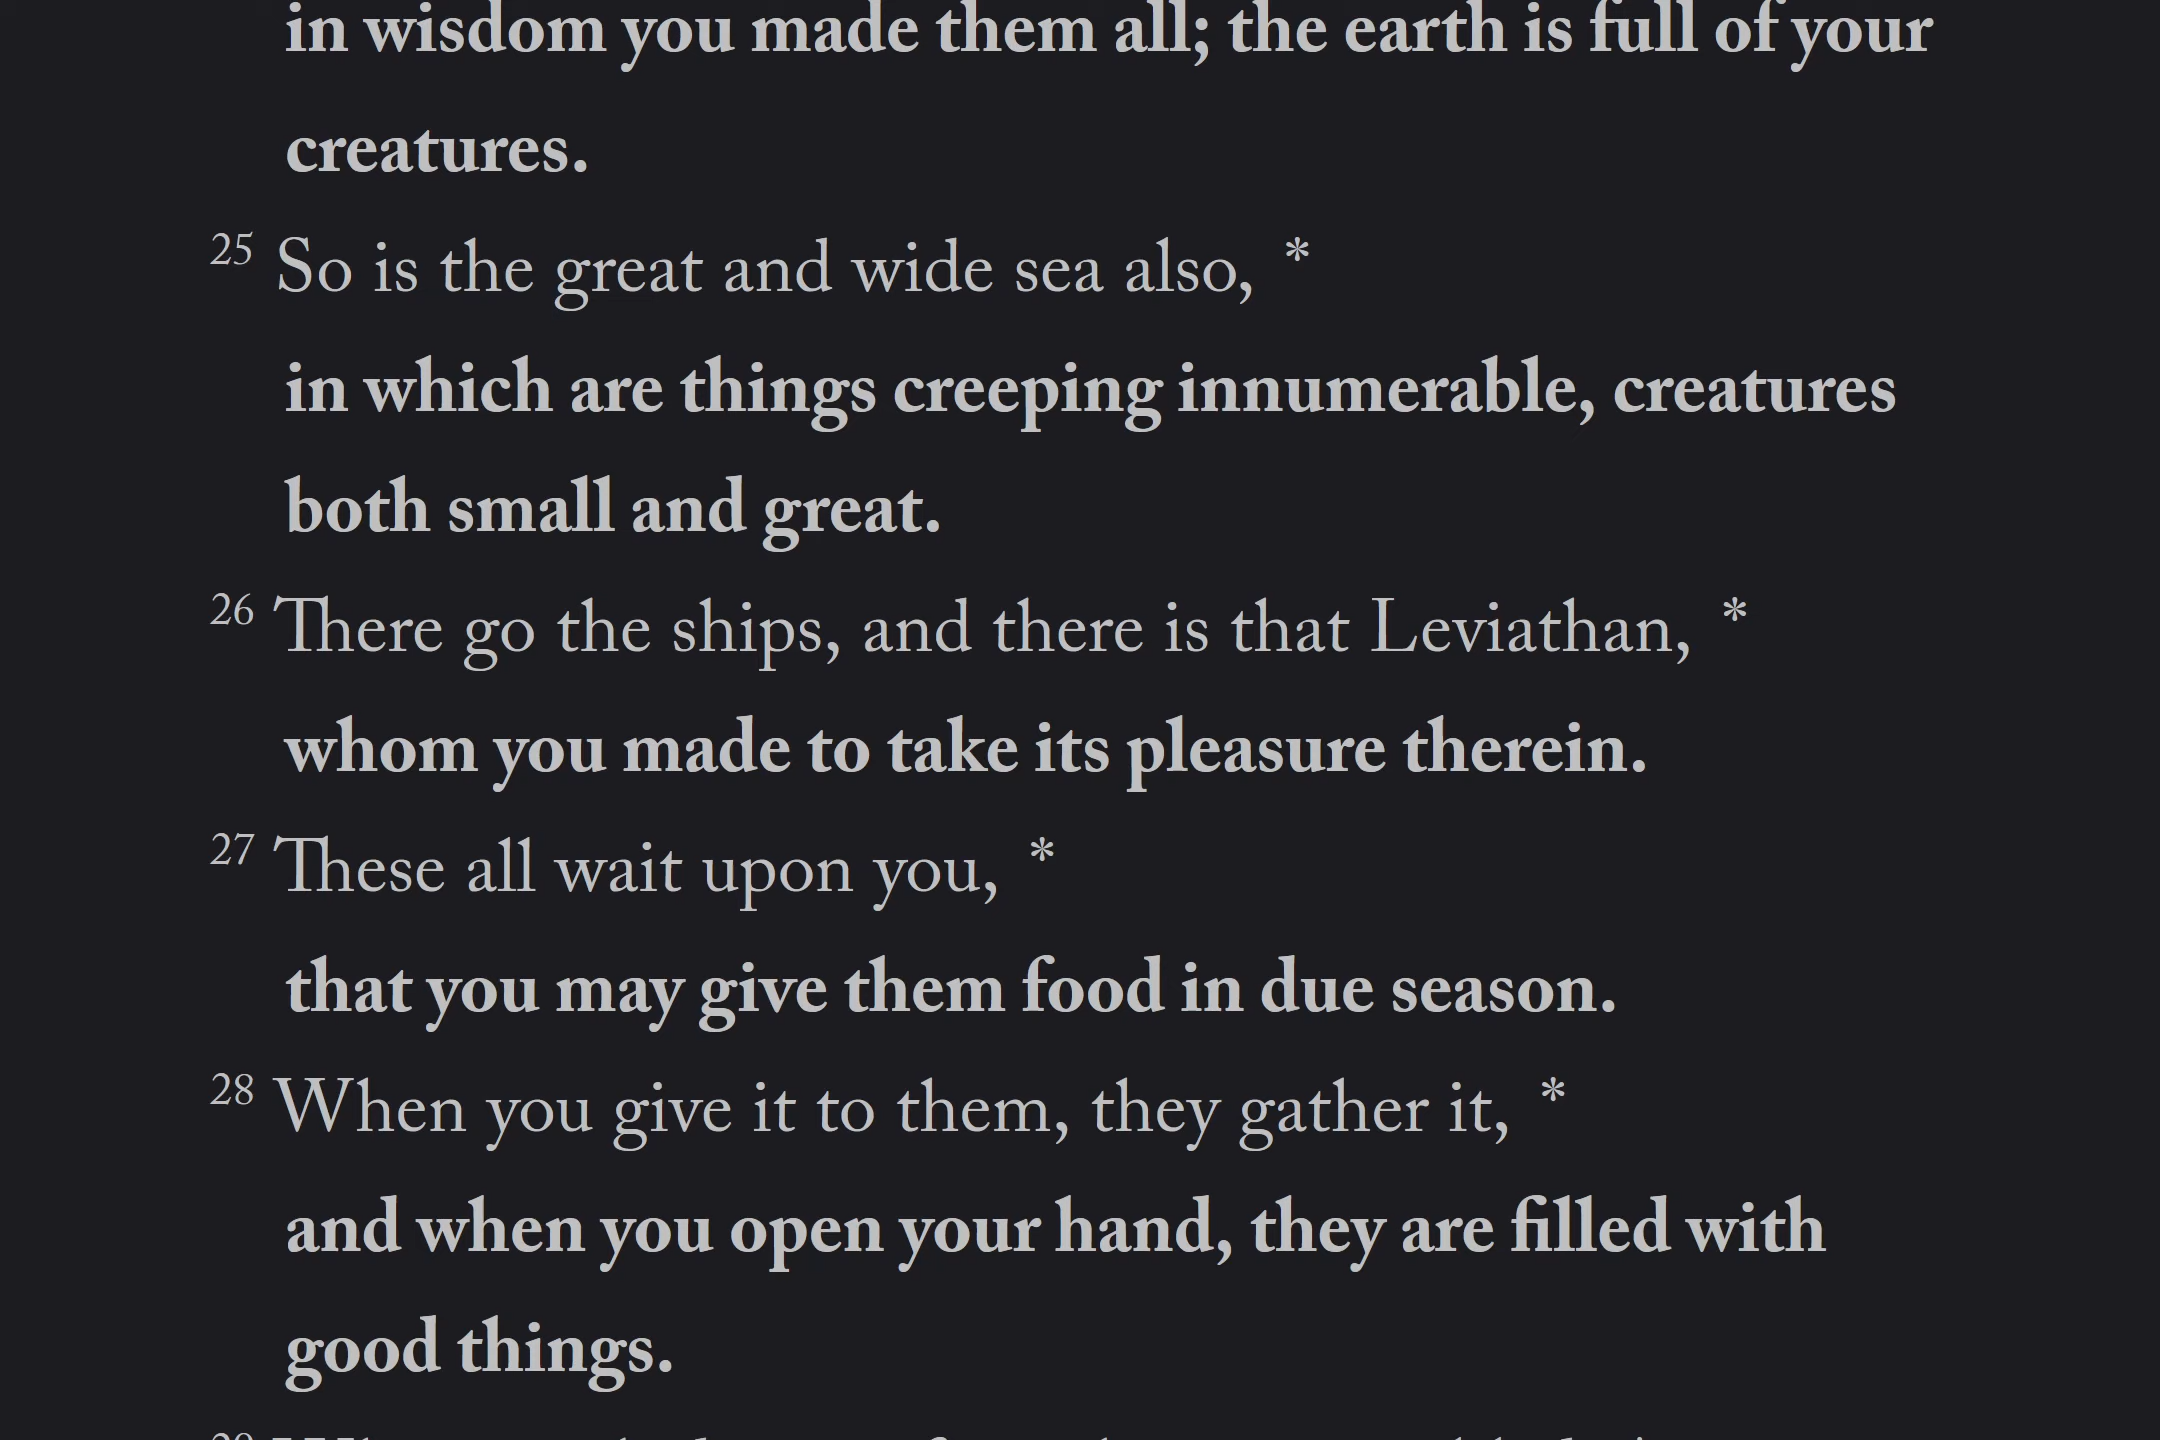 in wisdom you made them all; the earth is full of your
creatures.
25 So is the great and wide sea also, *
in which are things creeping innumerable, creatures
both small and great.
26 There go the ships, and there is that Leviathan, *
whom you made to take its pleasure therein.
27 These all wait upon you, *
that you may give them food in due season.
28 When you give it to them, they gather it, *
and when you open your hand, they are filled with
good things.